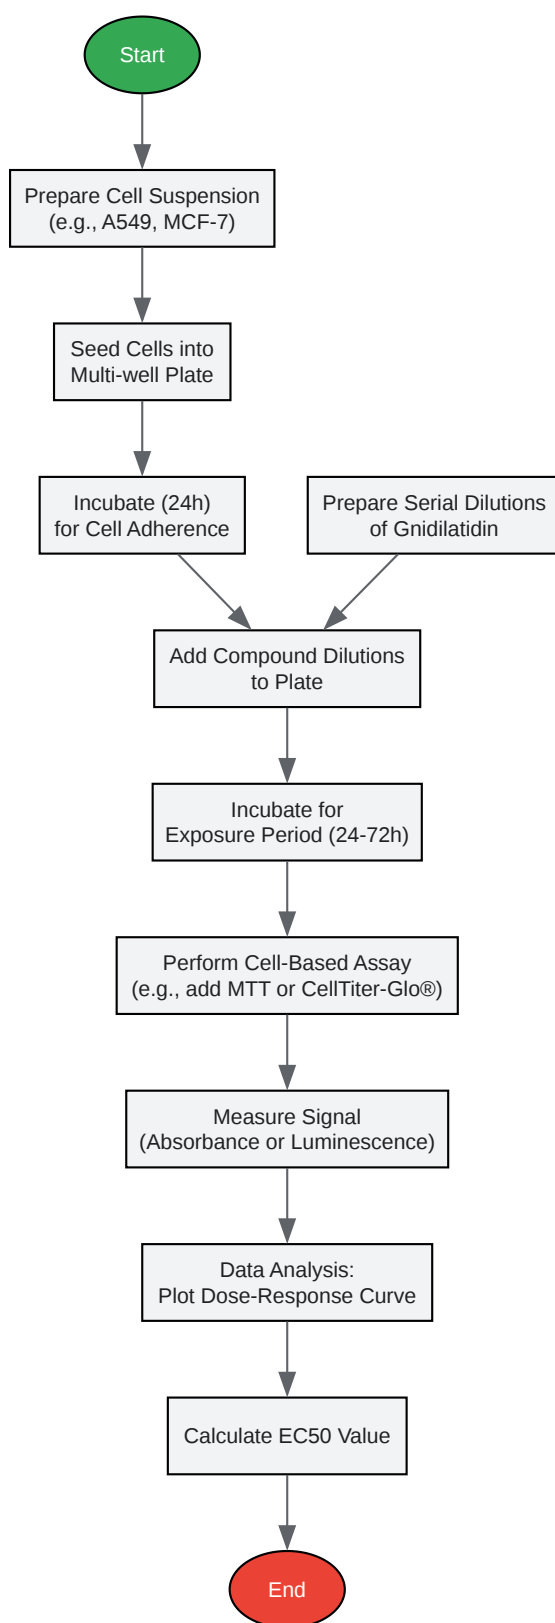 Start
Prepare Cell Suspension
(e.g., A549, MCF-7)
Seed Cells into
Multi-well Plate
Incubate (24h)
for Cell Adherence
Prepare Serial Dilutions
of Gnidilatidin
Add Compound Dilutions
to Plate
Incubate for
Exposure Period (24-72h)
Perform Cell-Based Assay
(e.g., add MTT or CellTiter-Glo®)
Measure Signal
(Absorbance or Luminescence)
Data Analysis:
Plot Dose-Response Curve
Calculate EC50 Value
End